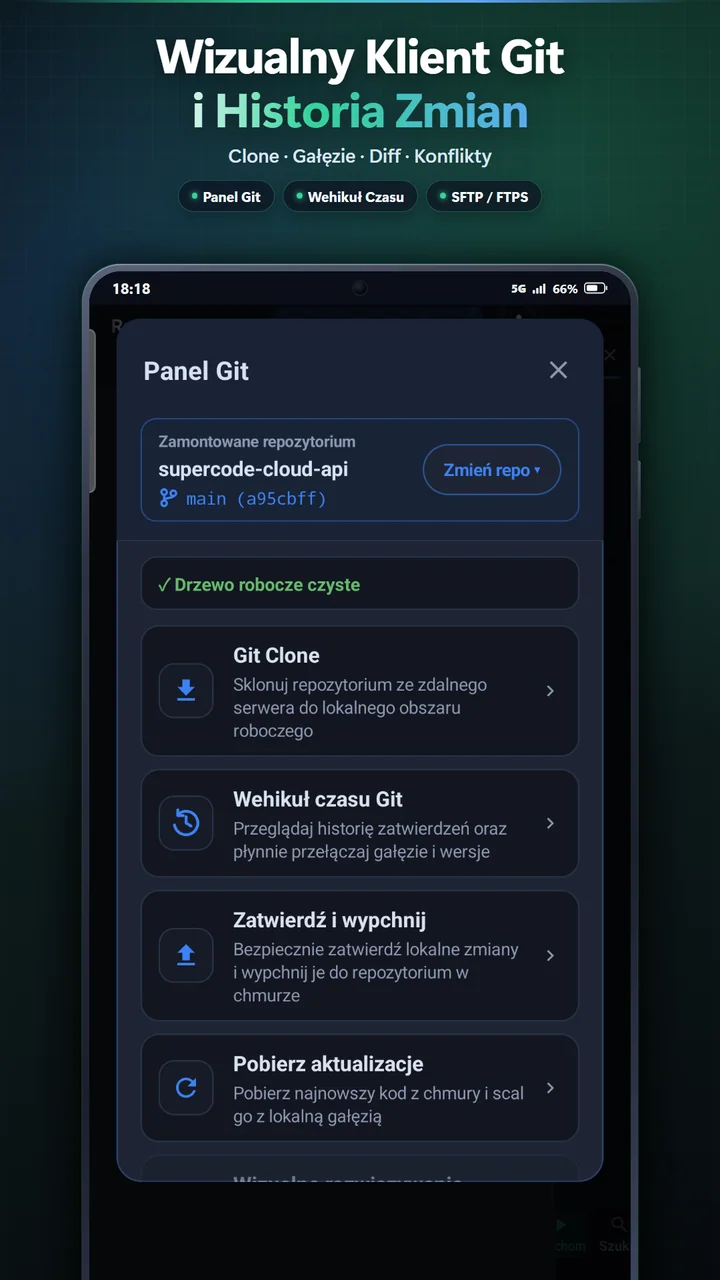 Wizualny Klient Git
i Historia Zmian
Clone · Gałęzie · Diff · Konflikty
Panel Git
Wehikuł Czasu
SFTP / FTPS
18:18
5G
66%
Panel Git
Zamontowane repozytorium
supercode-cloud-api
main (a95cbff)
Zmień repo
✓ Drzewo robocze czyste
Git Clone
Sklonuj repozytorium ze zdalnego
serwera do lokalnego obszaru
roboczego
Wehikuł czasu Git
Przeglądaj historię zatwierdzeń oraz
płynnie przełączaj gałęzie i wersje
Zatwierdź i wypchnij
Bezpiecznie zatwierdź lokalne zmiany
i wypchnij je do repozytorium w
chmurze
Pobierz aktualizacje
Pobierz najnowszy kod z chmury i scal
go z lokalną gałęzią